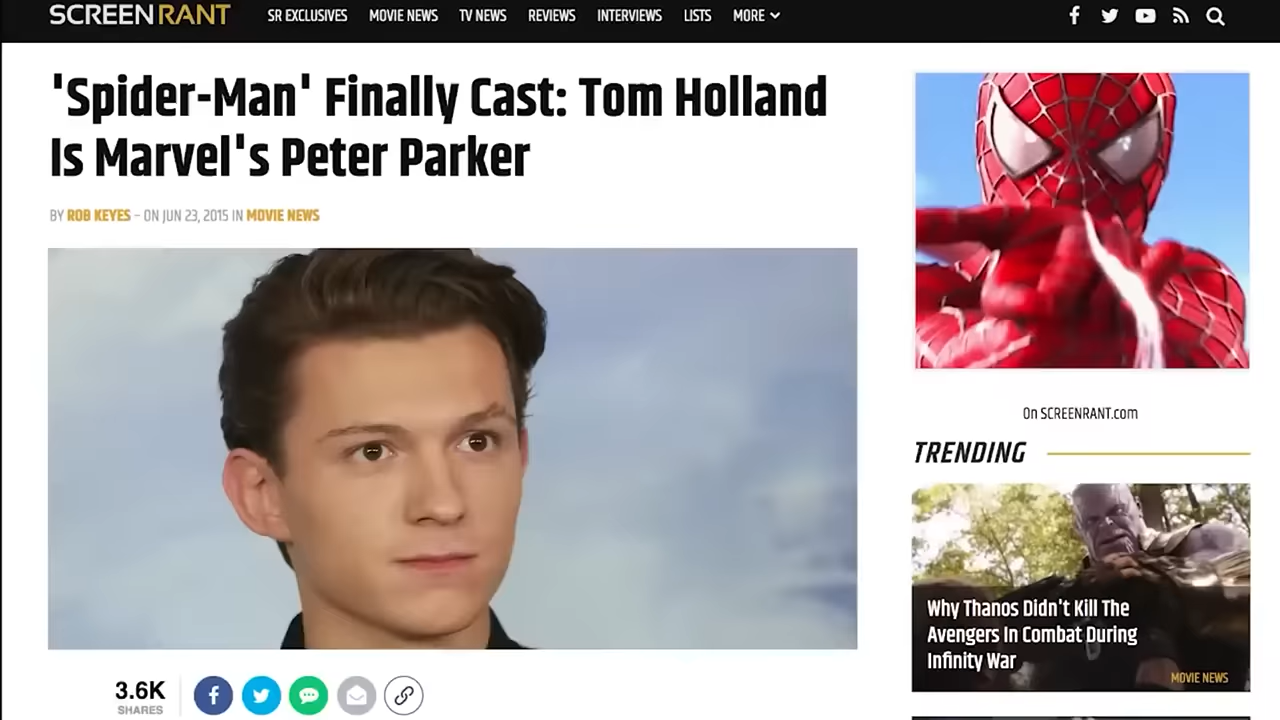 SCREENRANT
SR EXCLUSIVES MOVIE NEWS TV NEWS REVIEWS INTERVIEWS LISTS MORE
'Spider-Man' Finally Cast: Tom Holland
Is Marvel's Peter Parker
BY ROB KEYES – ON JUN 23, 2015 IN MOVIE NEWS
3.6K
SHARES
On SCREENRANT.com
TRENDING
Why Thanos Didn't Kill The
Avengers In Combat During
Infinity War
MOVIE NEWS